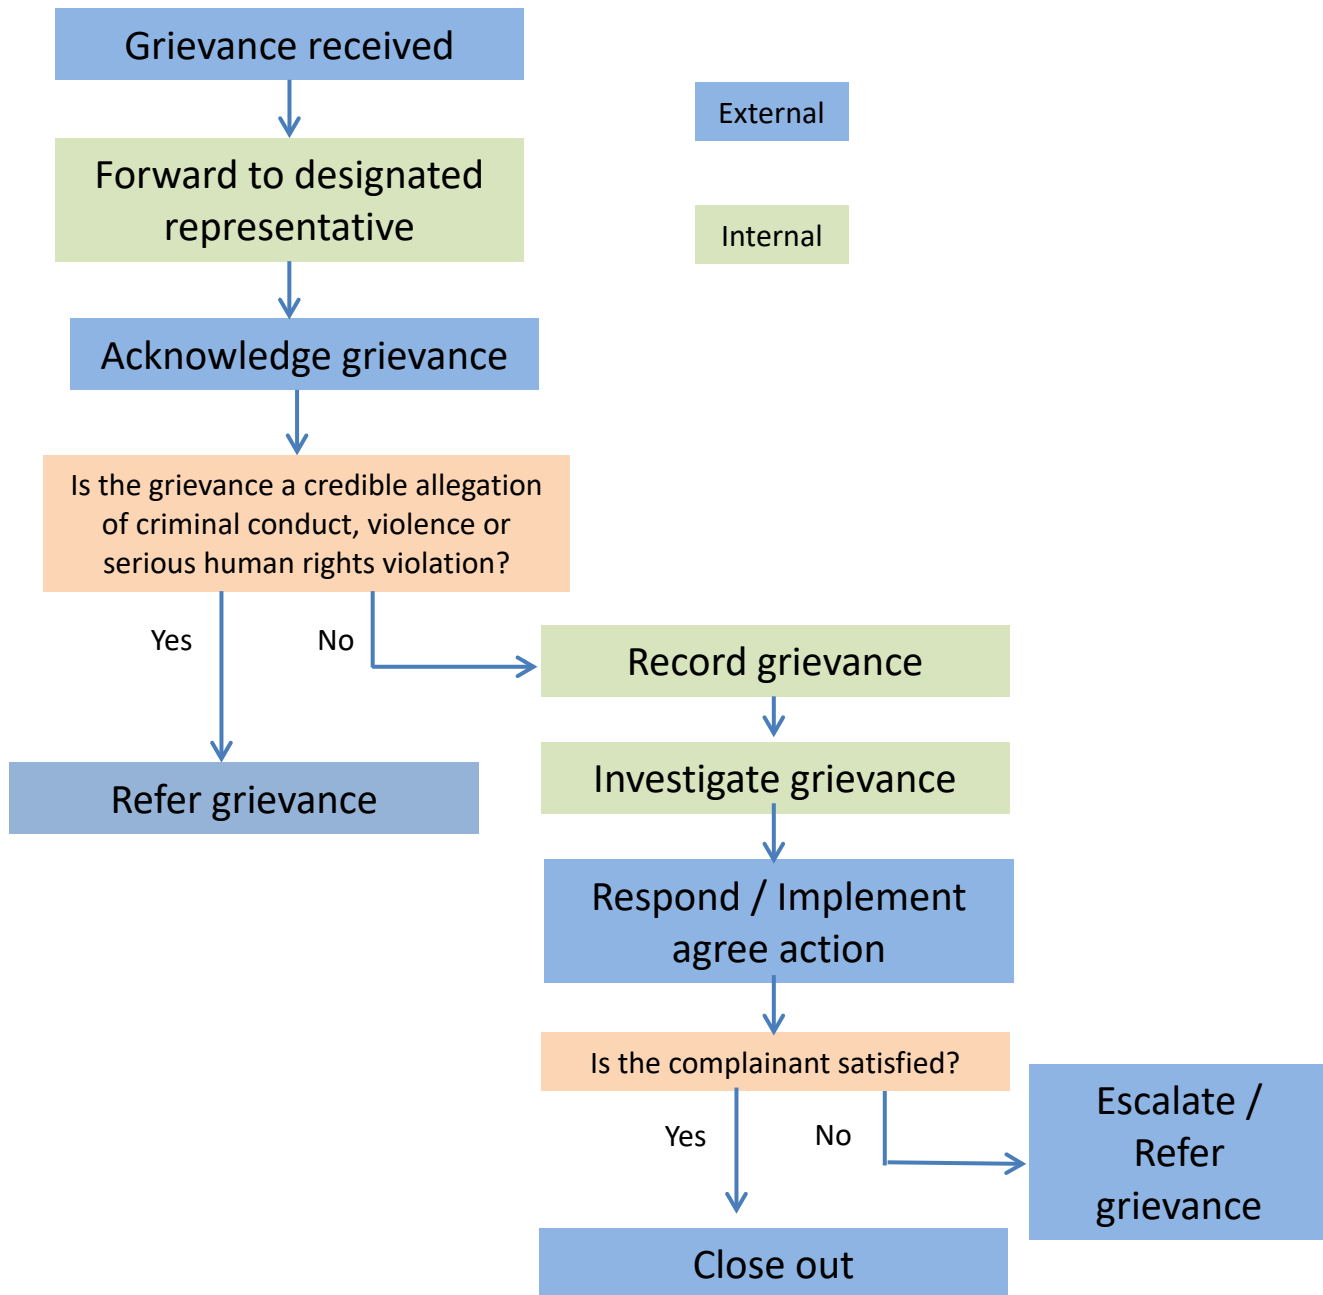 Grievance received
External
Forward to designated
representative
Internal
Acknowledge grievance
Is the grievance a credible allegation
of criminal conduct, violence or
serious human rights violation?
Yes
No
Record grievance
Investigate grievance
Refer grievance
Respond / Implement
agree action
Is the complainant satisfied?
Yes
No
Escalate /
Refer
grievance
Close out